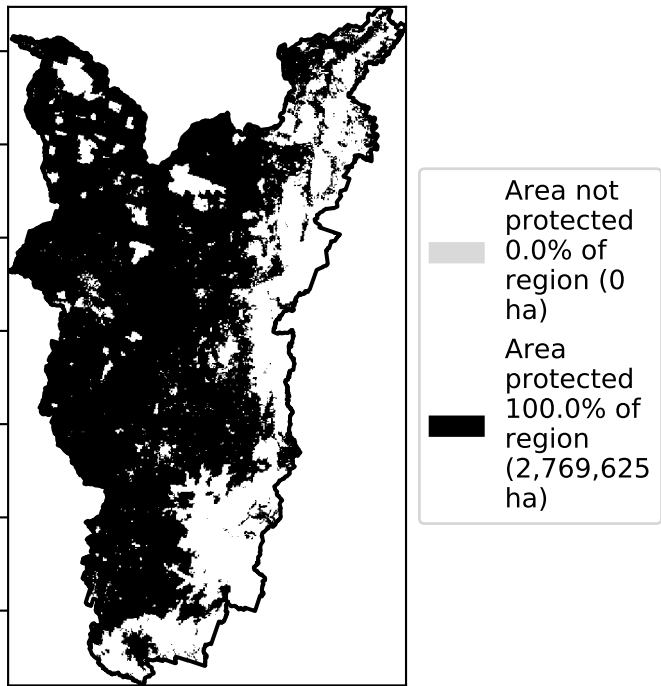 Area not
protected
0.0% of
region (0
ha)
Area
protected
100.0% of
region
(2,769,625
ha)